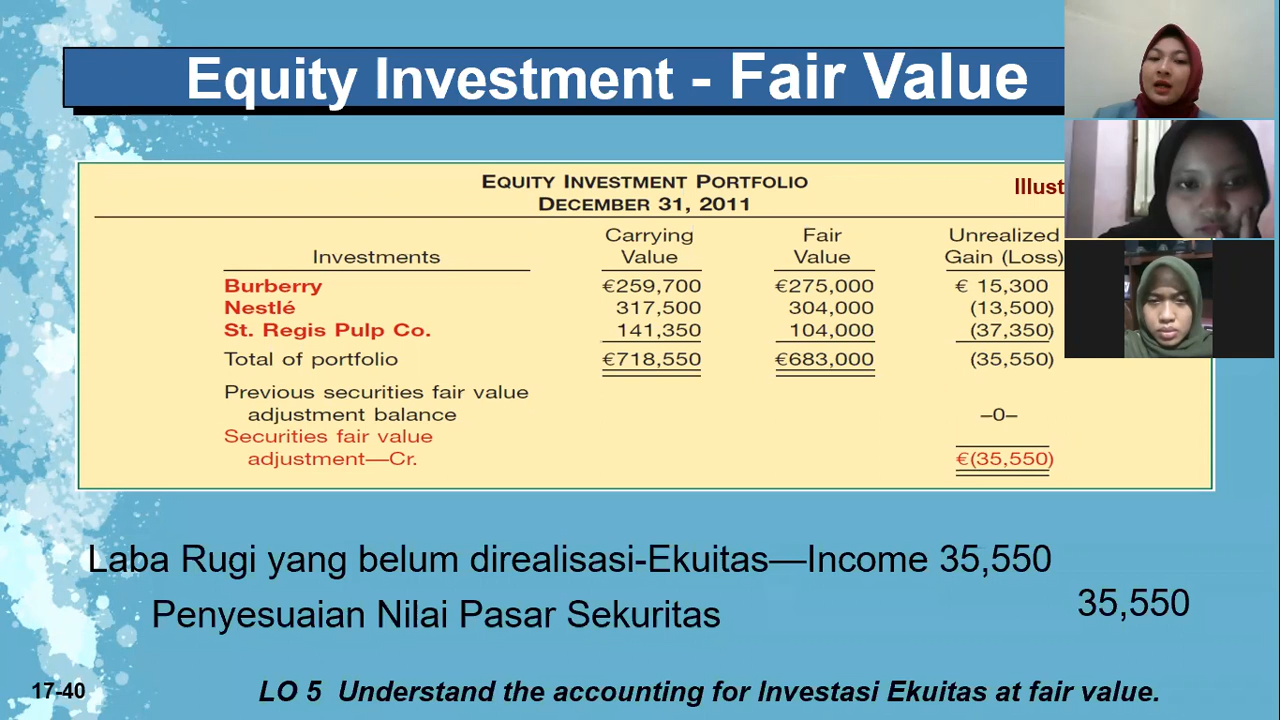 Equity Investment - Fair Value
EQUITY INVESTMENT PORTFOLIO
DECEMBER 31, 2011
Illust
Investments Carrying Value Fair Value Unrealized Gain (Loss)
Burberry €259,700 €275,000 € 15,300
Nestlé 317,500 304,000 (13,500)
St. Regis Pulp Co. 141,350 104,000 (37,350)
Total of portfolio €718,550 €683,000 (35,550)
Previous securities fair value
adjustment balance –0–
Securities fair value
adjustment—Cr. €(35,550)
Laba Rugi yang belum direalisasi-Ekuitas—Income 35,550
Penyesuaian Nilai Pasar Sekuritas 35,550
17-40 LO 5 Understand the accounting for Investasi Ekuitas at fair value.